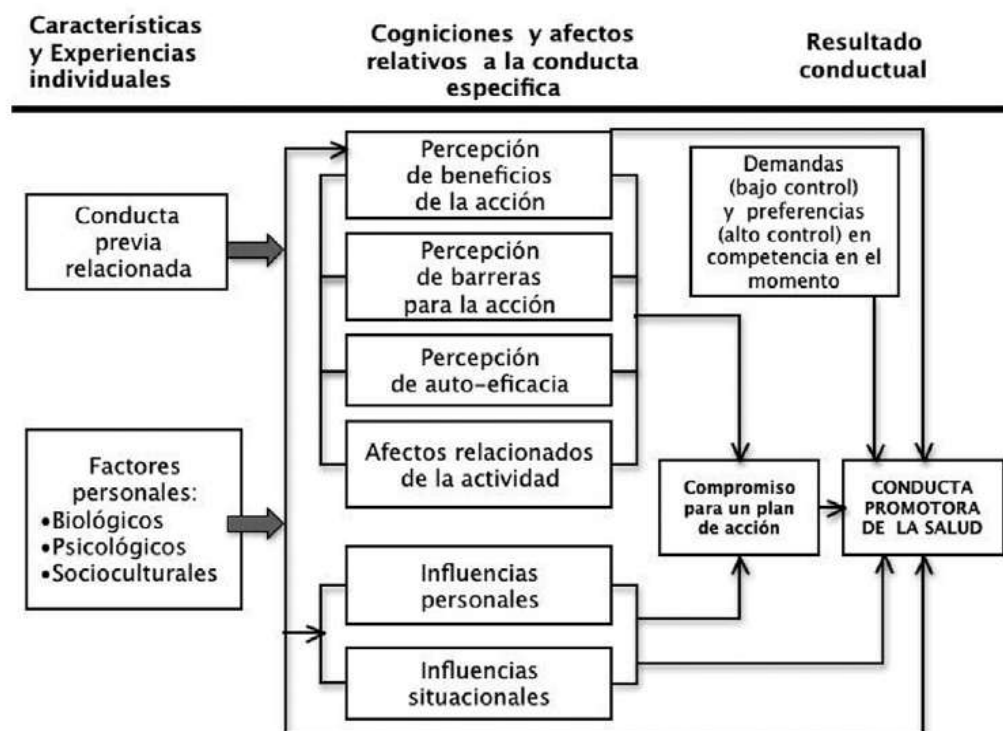 Características
y Experiencias
individuales
Cogniciones y afectos
relativos a la conducta
especifica
Resultado
conductual
Conducta
previa
relacionada
Factores
personales:
•Biológicos
•Psicológicos
•Socioculturales
Percepción
de beneficios
de la acción
Percepción
de barreras
para la acción
Percepción
de auto-eficacia
Afectos relacionados
de la actividad
Influencias
personales
Influencias
situacionales
Demandas
(bajo control)
y preferencias
(alto control) en
competencia en el
momento
Compromiso
para un plan
de acción
CONDUCTA
PROMOTORA
DE LA SALUD